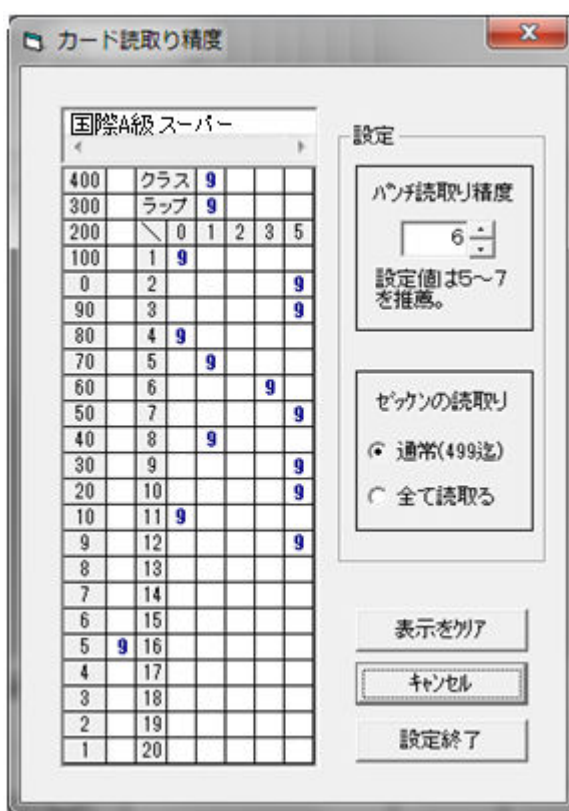 カード読取り精度
国際A級 スーパー
400 クラス 9
300 ラップ 9
200 \ 0 1 2 3 5
100 1 9
0 2 9
90 3 9
80 4 9
70 5 9
60 6 9
50 7 9
40 8 9
30 9 9
20 10 9
10 11 9
9 12 9
8 13
7 14
6 15
5 9 16
4 17
3 18
2 19
1 20
設定
パンチ読取り精度
6
設定値は5〜7
を推薦。
ゼッケンの読取り
通常(499迄)
全て読取る
表示をクリア
キャンセル
設定終了